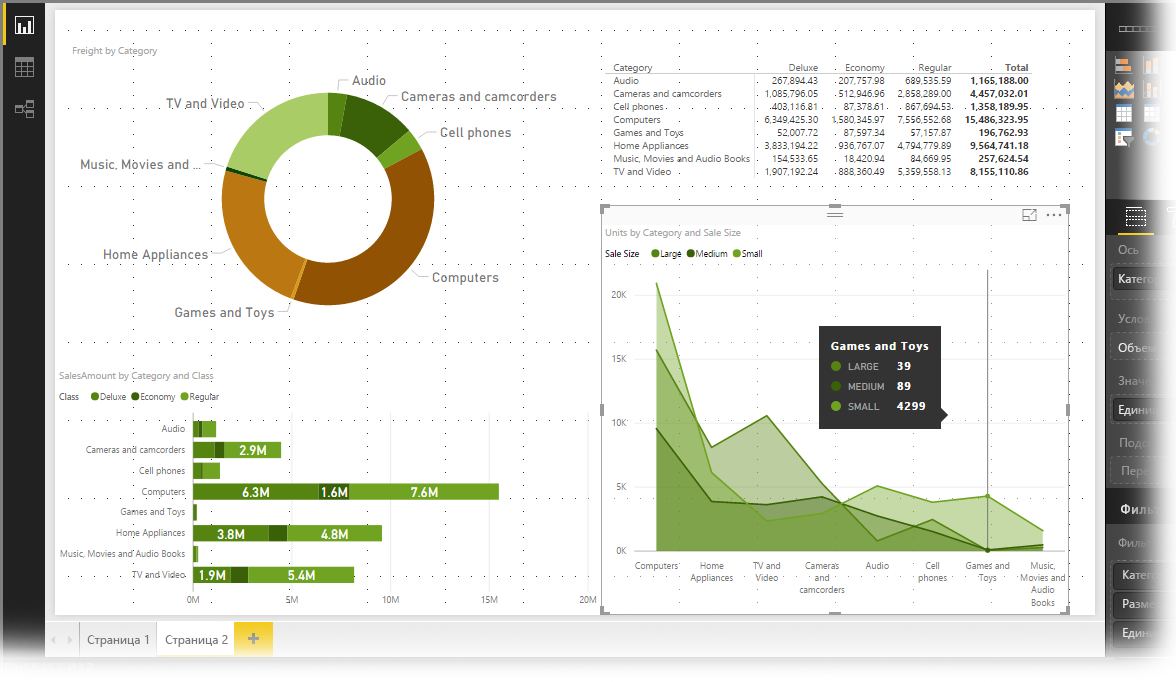 Freight by Category
Audio
Cameras and camcorders
Cell phones
Computers
Games and Toys
Home Appliances
Music, Movies and ...
TV and Video
Category Deluxe Economy Regular Total
Audio 267,894.43 207,757.98 689,535.59 1,165,188.00
Cameras and camcorders 1,085,796.05 512,946.96 2,858,289.00 4,457,032.01
Cell phones 403,116.81 87,378.61 867,694.53 1,358,189.95
Computers 6,349,425.30 1,580,345.97 7,556,552.68 15,486,323.95
Games and Toys 52,007.72 87,597.34 57,157.87 196,762.93
Home Appliances 3,833,194.22 936,767.07 4,794,779.89 9,564,741.18
Music, Movies and Audio Books 154,533.65 18,420.94 84,669.95 257,624.54
TV and Video 1,907,192.24 888,360.49 5,359,558.13 8,155,110.86
SalesAmount by Category and Class
Class Deluxe Economy Regular
Audio
Cameras and camcorders 2.9M
Cell phones
Computers 6.3M 1.6M 7.6M
Games and Toys
Home Appliances 3.8M 4.8M
Music, Movies and Audio Books
TV and Video 1.9M 5.4M
0M 5M 10M 15M 20M
Units by Category and Sale Size
Sale Size Large Medium Small
20K
15K
10K
5K
0K
Games and Toys
LARGE 39
MEDIUM 89
SMALL 4299
Computers
Home
Appliances
TV and
Video
Cameras
and
camcorders
Audio
Cell
phones
Games and
Toys
Music,
Movies and
Audio
Books
Ось
Катего
Усло
Объем
Значе
Едини
Подс
Пере
Фильт
Фильт
Катег
Разме
Едини
Страница 1 Страница 2